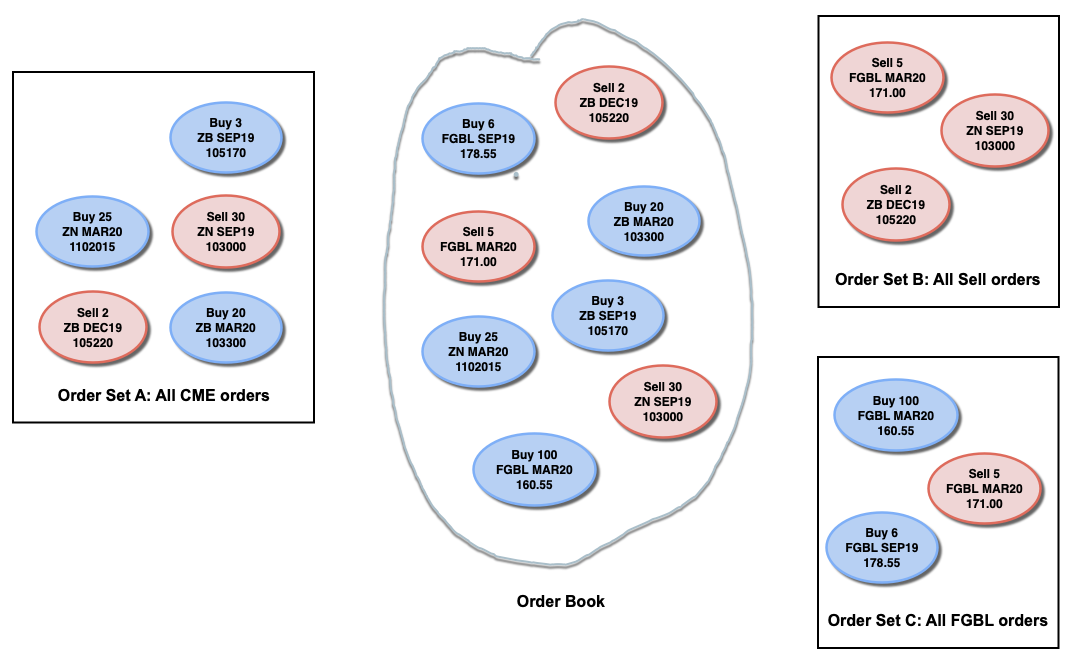 Buy 3
ZB SEP19
105170
Buy 25
ZN MAR20
1102015
Sell 30
ZN SEP19
103000
Sell 2
ZB DEC19
105220
Buy 20
ZB MAR20
103300
Order Set A: All CME orders
Sell 2
ZB DEC19
105220
Buy 6
FGBL SEP19
178.55
Buy 20
ZB MAR20
103300
Sell 5
FGBL MAR20
171.00
Buy 3
ZB SEP19
105170
Buy 25
ZN MAR20
1102015
Sell 30
ZN SEP19
103000
Buy 100
FGBL MAR20
160.55
Order Book
Sell 5
FGBL MAR20
171.00
Sell 30
ZN SEP19
103000
Sell 2
ZB DEC19
105220
Order Set B: All Sell orders
Buy 100
FGBL MAR20
160.55
Sell 5
FGBL MAR20
171.00
Buy 6
FGBL SEP19
178.55
Order Set C: All FGBL orders